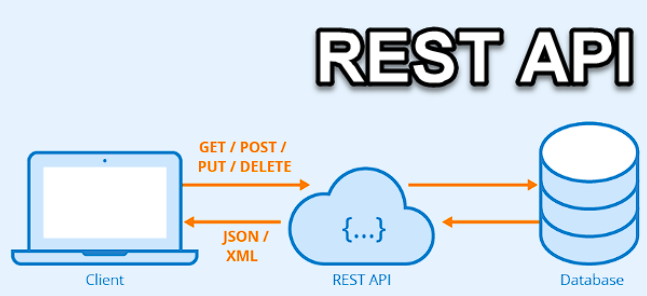 REST API
GET / POST /
PUT / DELETE
JSON /
XML
{...}
Client
REST API
Database